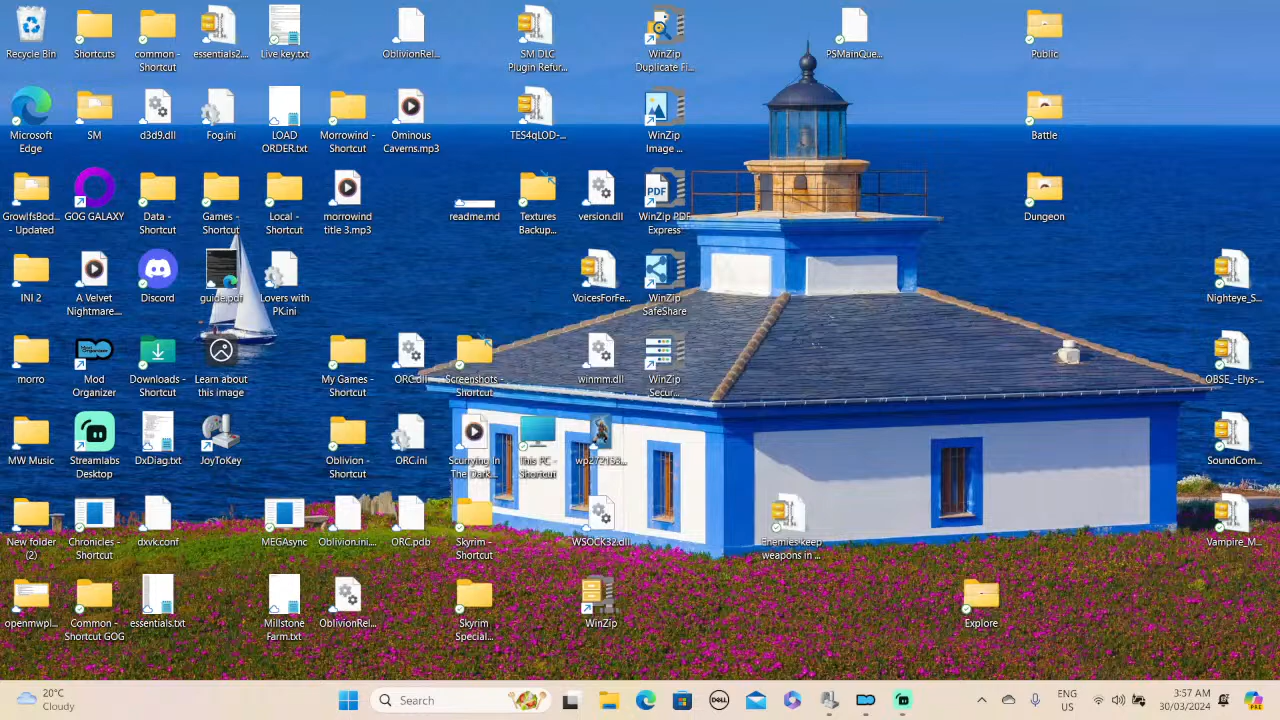 Recycle Bin
Shortcuts
common -
Shortcut
essentials2....
Live key.txt
OblivionRel...
SM DLC
Plugin Refur...
WinZip
Duplicate Fi...
PSMainQue...
Public
Microsoft
Edge
SM
d3d9.dll
Fog.ini
LOAD
ORDER.txt
Morrowind -
Shortcut
Ominous
Caverns.mp3
TES4qLOD-...
WinZip
Image ...
Battle
GrowlfsBod...
- Updated
GOG GALAXY
Data -
Shortcut
Games -
Shortcut
Local -
Shortcut
morrowind
title 3.mp3
readme.md
Textures
Backup...
version.dll
PDF
WinZip PDF
Express
Dungeon
INI 2
A Velvet
Nightmare....
Discord
guide.pdf
Lovers with
PK.ini
VoicesForFe...
WinZip
SafeShare
Nighteye_S...
morro
Mod
Organizer
Downloads -
Shortcut
Learn about
this image
My Games -
Shortcut
ORC.dll
Screenshots -
Shortcut
winmm.dll
WinZip
Secur...
OBSE_-Elys-...
MW Music
Streamlabs
Desktop
DxDiag.txt
JoyToKey
Oblivion -
Shortcut
ORC.ini
Scurrying In
The Dark...
This PC -
Shortcut
SoundCom...
New folder
(2)
Chronicles -
Shortcut
dxvk.conf
MEGAsync
Oblivion.ini....
ORC.pdb
Skyrim -
Shortcut
WSOCK32.dll
Enemies keep
weapons in ...
Vampire_M...
openmwpl...
Common -
Shortcut GOG
essentials.txt
Millstone
Farm.txt
OblivionRel...
Skyrim
Special...
WinZip
Explore
20°C
Cloudy
Search
DELL
ENG
US
3:57 AM
30/03/2024